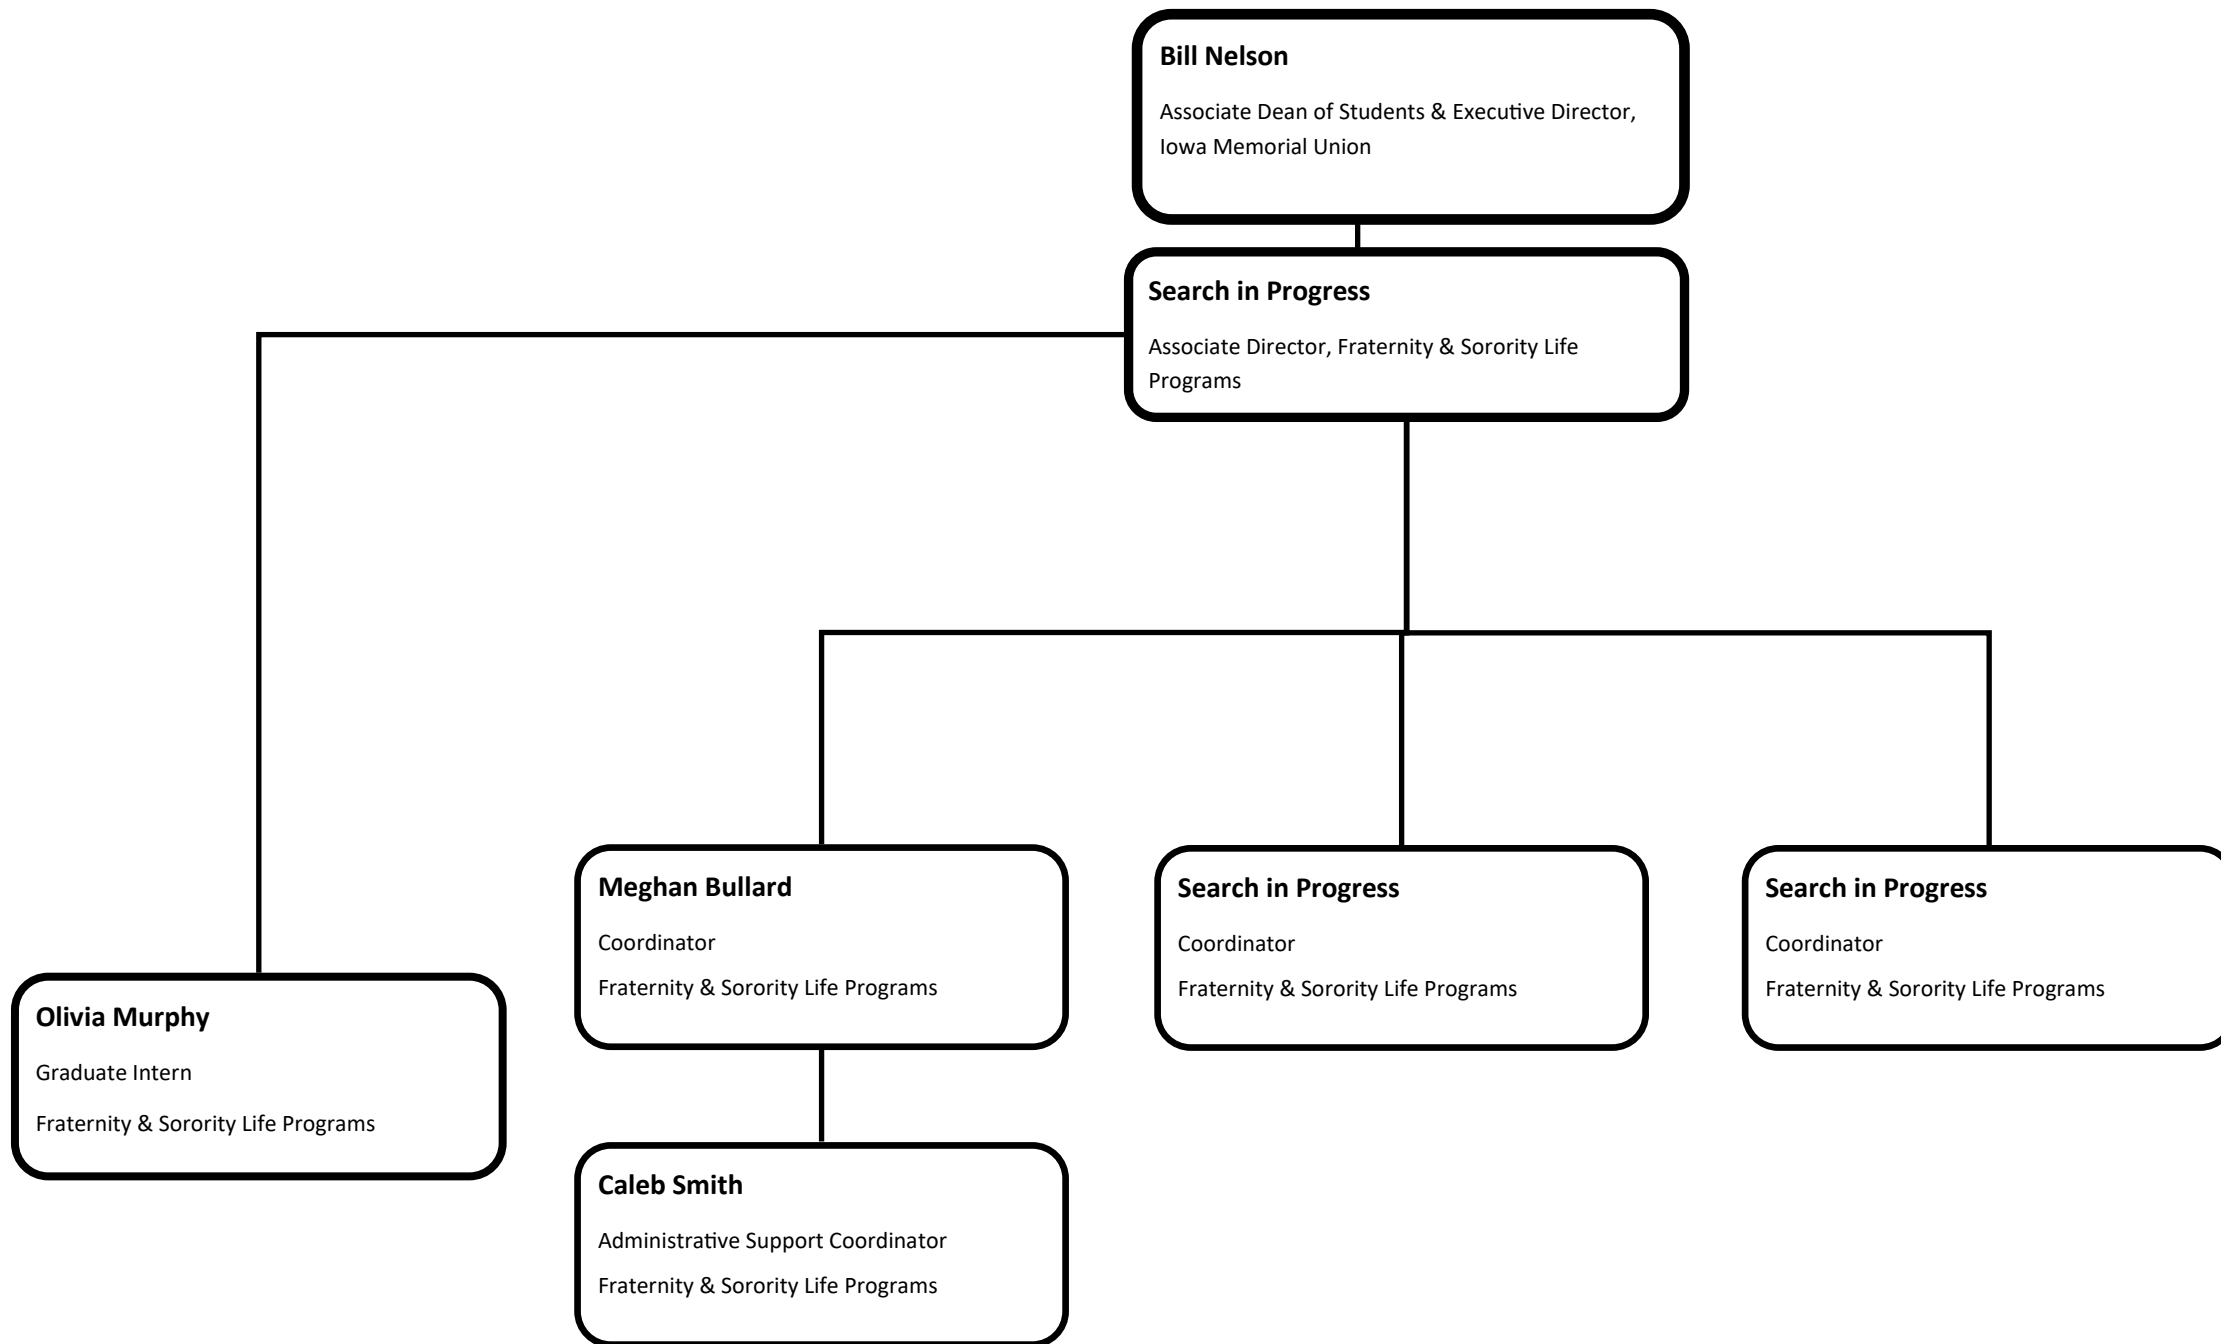 Bill Nelson
Associate Dean of Students & Executive Director,
Iowa Memorial Union
Search in Progress
Associate Director, Fraternity & Sorority Life
Programs
Olivia Murphy
Graduate Intern
Fraternity & Sorority Life Programs
Meghan Bullard
Coordinator
Fraternity & Sorority Life Programs
Search in Progress
Coordinator
Fraternity & Sorority Life Programs
Search in Progress
Coordinator
Fraternity & Sorority Life Programs
Caleb Smith
Administrative Support Coordinator
Fraternity & Sorority Life Programs